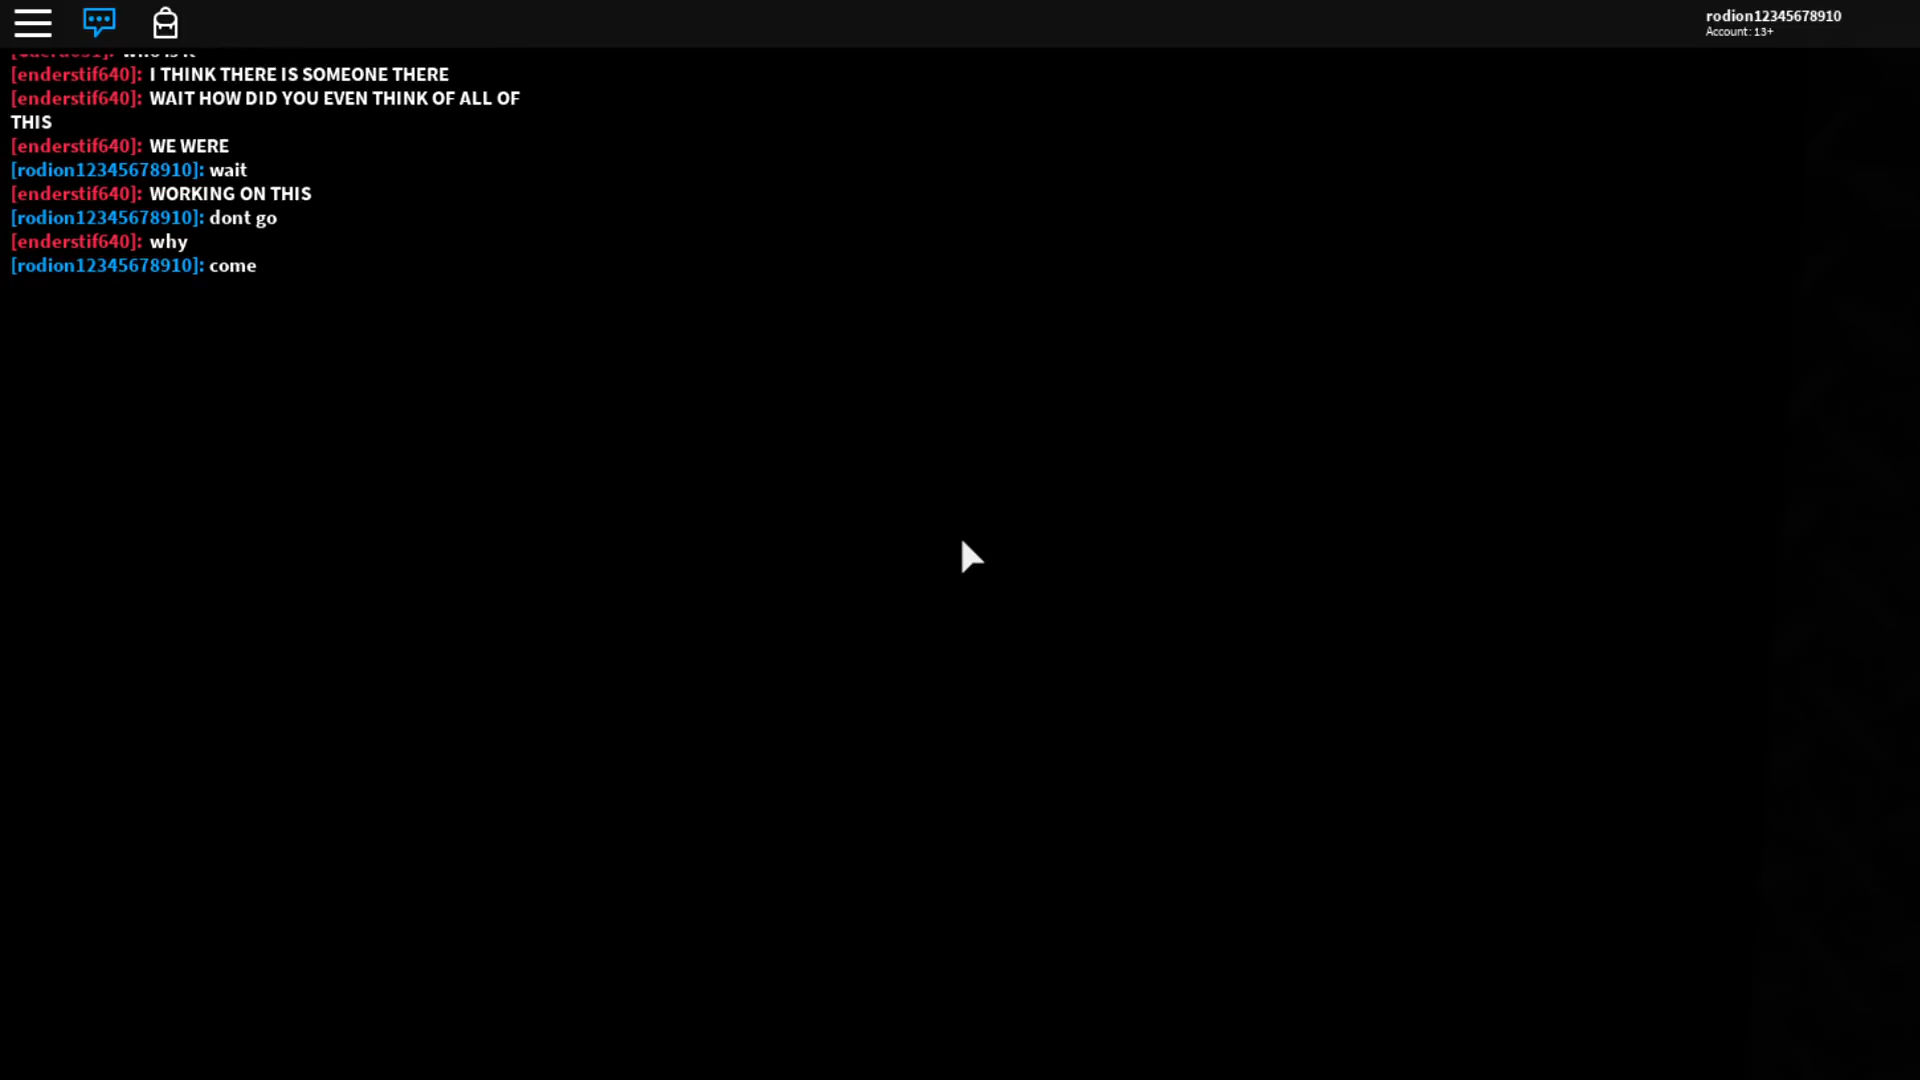 rodion12345678910
Account: 13+
[enderstif640]: I THINK THERE IS SOMEONE THERE
[enderstif640]: WAIT HOW DID YOU EVEN THINK OF ALL OF
THIS
[enderstif640]: WE WERE
[rodion12345678910]: wait
[enderstif640]: WORKING ON THIS
[rodion12345678910]: dont go
[enderstif640]: why
[rodion12345678910]: come